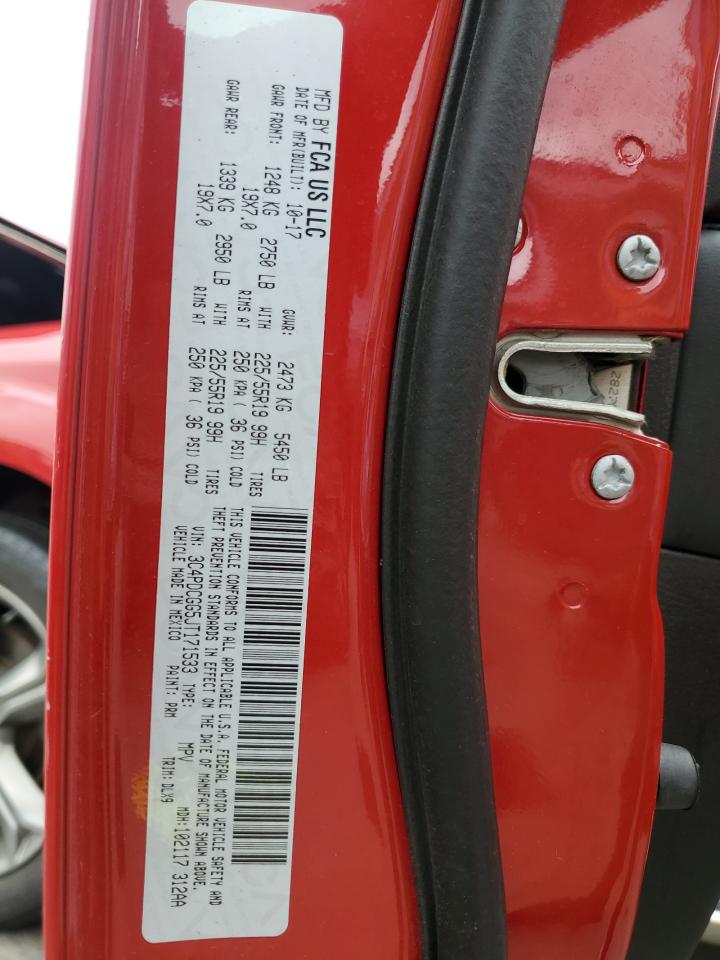 MFD BY FCA US LLC
DATE OF MFR(BUILT): 10-17 GVWR: 2473 KG 5450 LB
GAWR FRONT: 1248 KG 2750 LB WITH 225/55R19 99H TIRES
19X7.0 RIMS AT 250 KPA ( 36 PSI) COLD
GAWR REAR: 1339 KG 2950 LB WITH 225/55R19 99H TIRES
19X7.0 RIMS AT 250 KPA ( 36 PSI) COLD
THIS VEHICLE CONFORMS TO ALL APPLICABLE U.S.A. FEDERAL MOTOR VEHICLE SAFETY AND
THEFT PREVENTION STANDARDS IN EFFECT ON THE DATE OF MANUFACTURE SHOWN ABOVE.
VIN: 3C4PDCGG5JT171533 TYPE: MPV MDH:102117 312AA
VEHICLE MADE IN MEXICO PAINT: PRM TRIM: DLX9